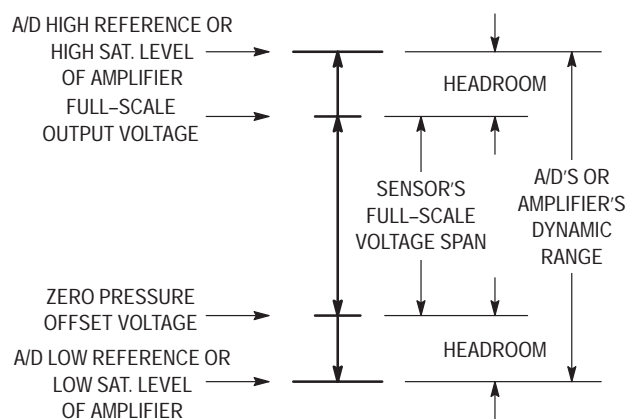 A/D HIGH REFERENCE OR
HIGH SAT. LEVEL
OF AMPLIFIER
FULL–SCALE
OUTPUT VOLTAGE
HEADROOM
SENSOR'S
FULL–SCALE
VOLTAGE SPAN
A/D'S OR
AMPLIFIER'S
DYNAMIC
RANGE
ZERO PRESSURE
OFFSET VOLTAGE
HEADROOM
A/D LOW REFERENCE OR
LOW SAT. LEVEL
OF AMPLIFIER